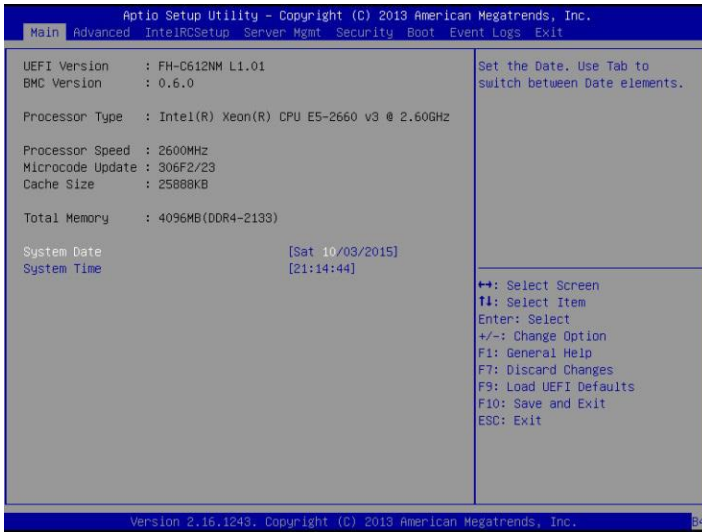 Aptio Setup Utility - Copyright (C) 2013 American Megatrends, Inc.
Main Advanced IntelRCSetup Server Mgmt Security Boot Event Logs Exit
UEFI Version : FH-C612NM L1.01
BMC Version : 0.6.0
Processor Type : Intel(R) Xeon(R) CPU E5-2660 v3 @ 2.60GHz
Processor Speed : 2600MHz
Microcode Update : 306F2/23
Cache Size : 25888KB
Total Memory : 4096MB(DDR4-2133)
System Date [Sat 10/03/2015]
System Time [21:14:44]
Set the Date. Use Tab to
switch between Date elements.
↔: Select Screen
↑↓: Select Item
Enter: Select
+/-: Change Option
F1: General Help
F7: Discard Changes
F9: Load UEFI Defaults
F10: Save and Exit
ESC: Exit
Version 2.16.1243. Copyright (C) 2013 American Megatrends, Inc.